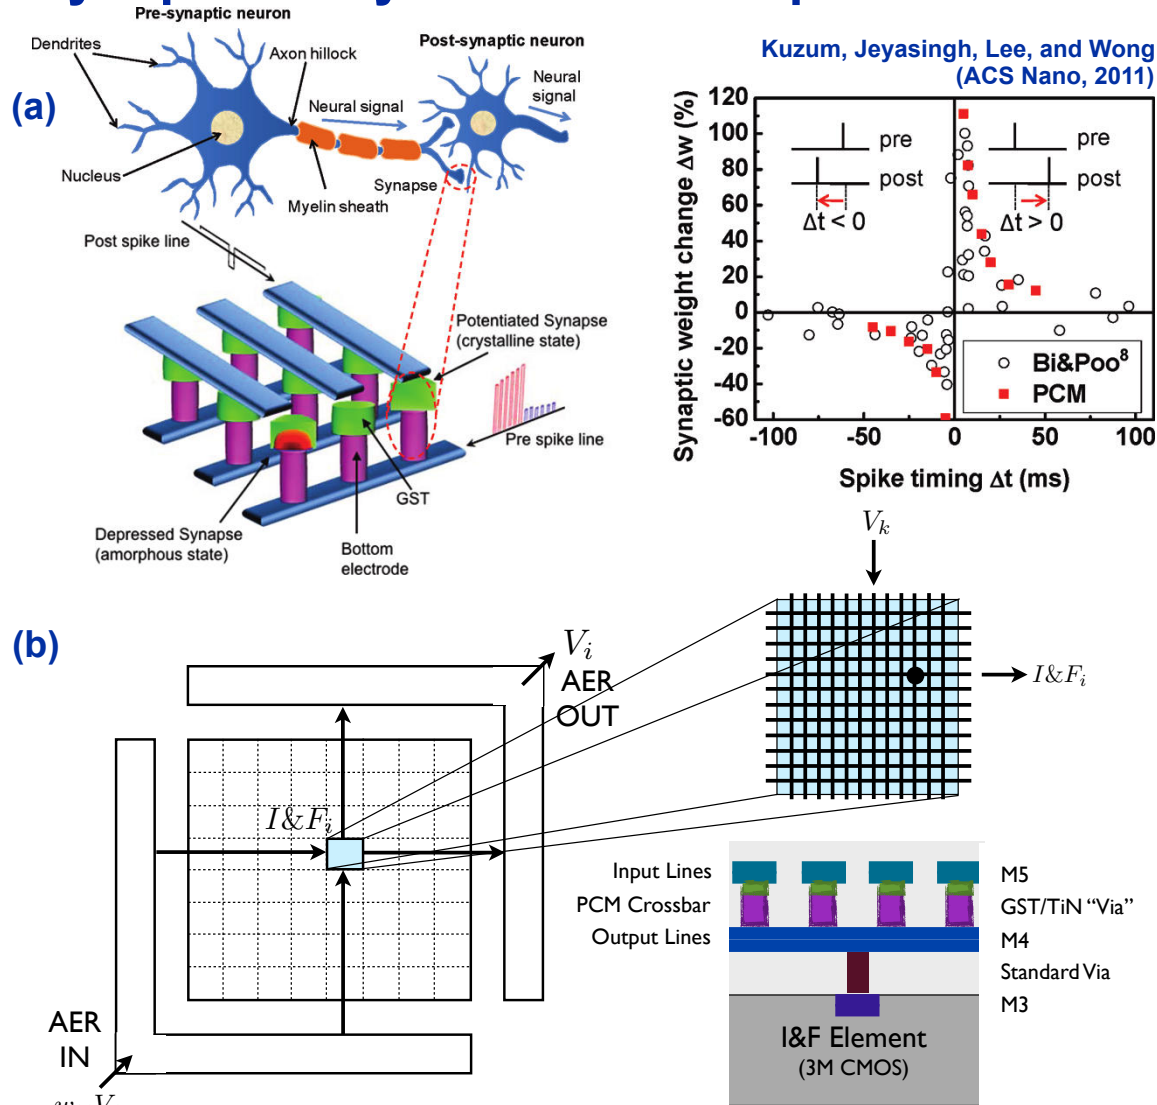 Pre-synaptic neuron
Dendrites
Axon hillock
Post-synaptic neuron
Neural
signal
Neural signal
(a)
Nucleus
Myelin sheath
Synapse
Post spike line
Potentiated Synapse
(crystalline state)
Pre spike line
GST
Depressed Synapse
(amorphous state)
Bottom
electrode
Kuzum, Jeyasingh, Lee, and Wong
(ACS Nano, 2011)
Synaptic weight change Δw (%)
120
100
80
60
40
20
0
-20
-40
-60
pre
post
Δt < 0
pre
post
Δt > 0
Bi&Poo⁸
PCM
-100
-50
0
50
100
Spike timing Δt (ms)
(b)
V_i
AER
OUT
I&F_i
AER
IN
V_k
I&F_i
Input Lines
M5
PCM Crossbar
GST/TiN “Via”
Output Lines
M4
Standard Via
M3
I&F Element
(3M CMOS)